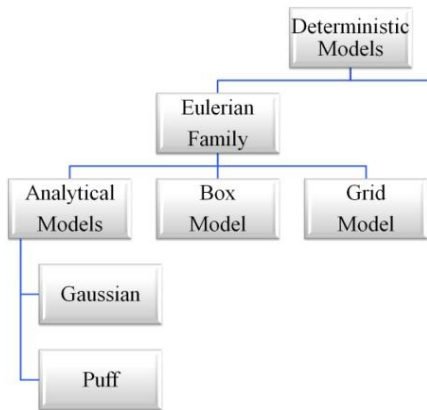 Deterministic
Models
Eulerian
Family
Analytical
Models
Box
Model
Grid
Model
Gaussian
Puff